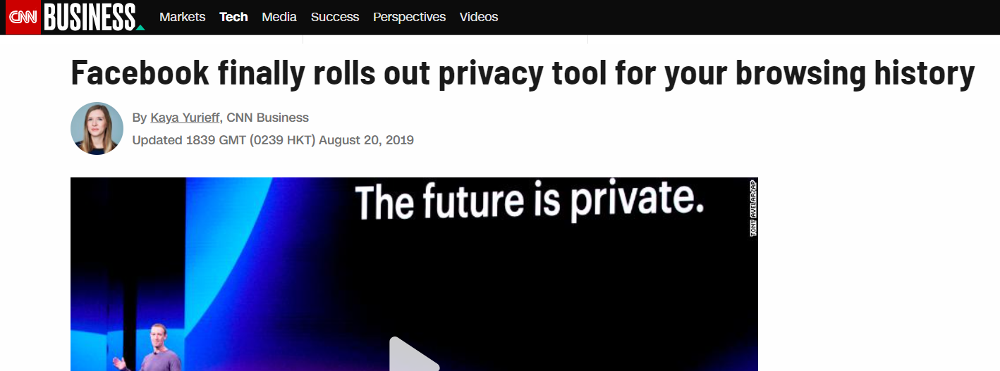 CNN BUSINESS Markets Tech Media Success Perspectives Videos
Facebook finally rolls out privacy tool for your browsing history
By Kaya Yurieff, CNN Business
Updated 1839 GMT (0239 HKT) August 20, 2019
The future is private.
TONY AVELAR/AP